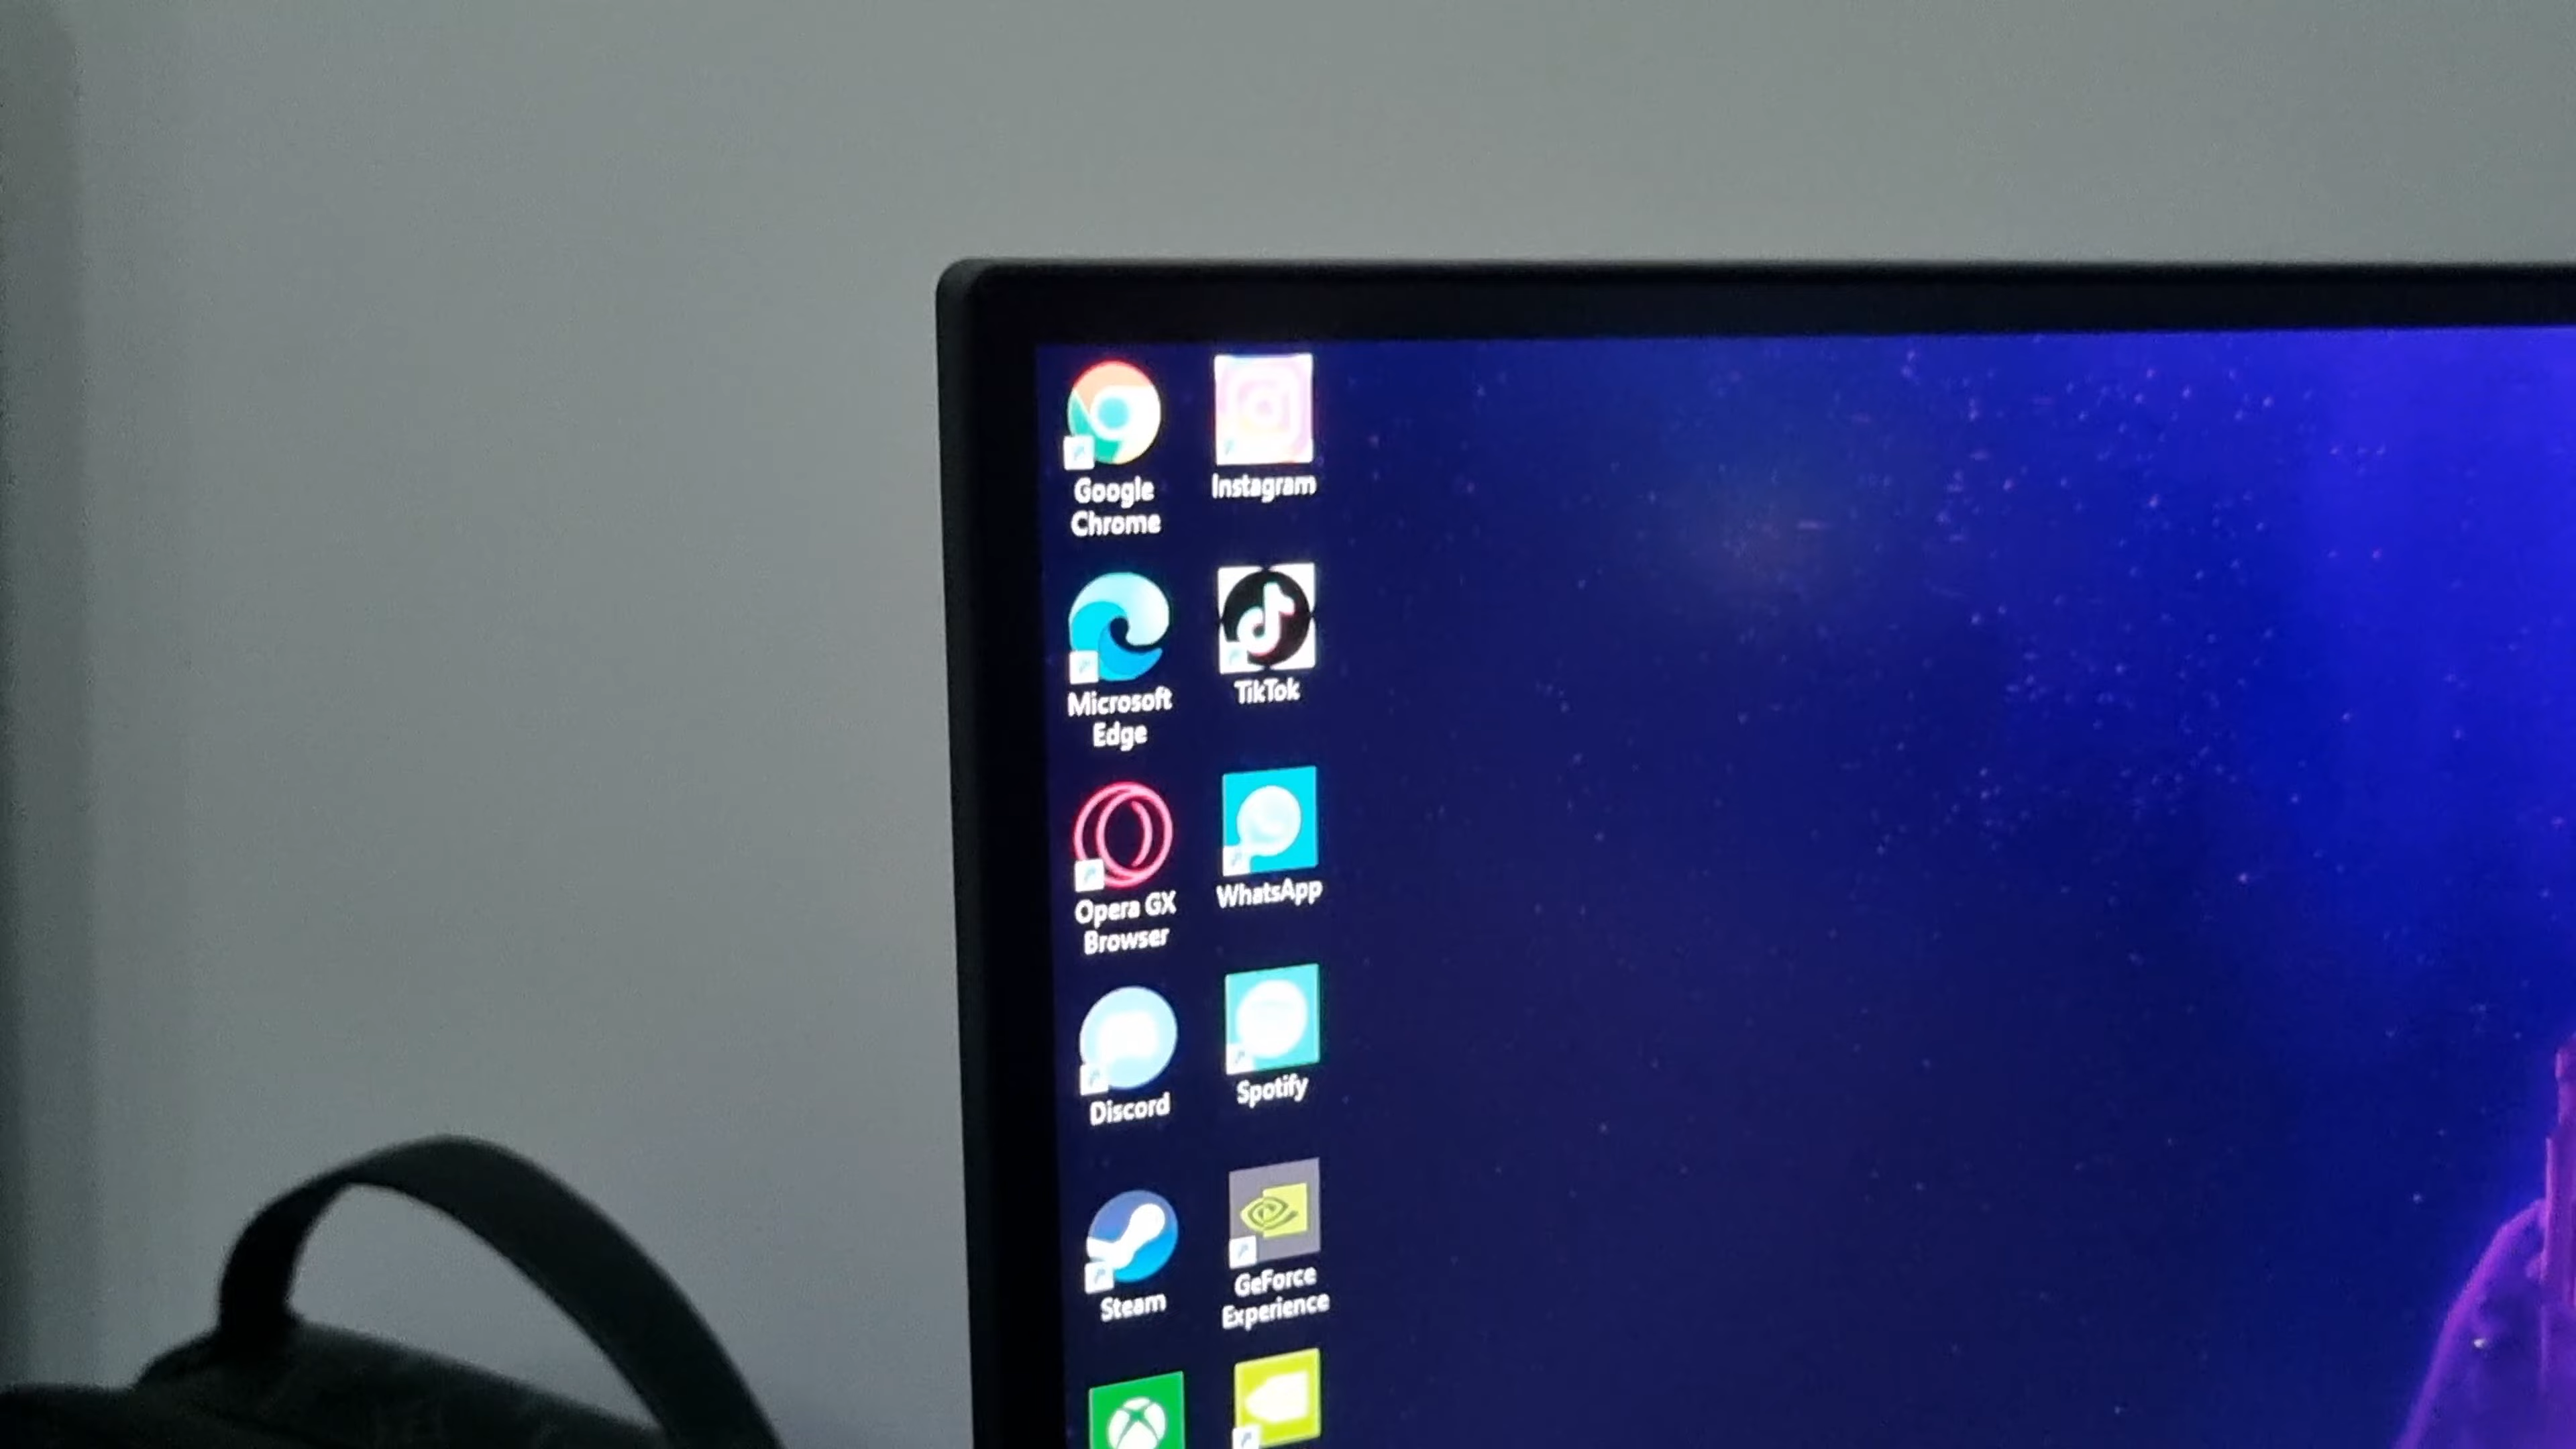 Google
Chrome
Instagram
Microsoft
Edge
TikTok
Opera GX
Browser
WhatsApp
Discord
Spotify
Steam
GeForce
Experience